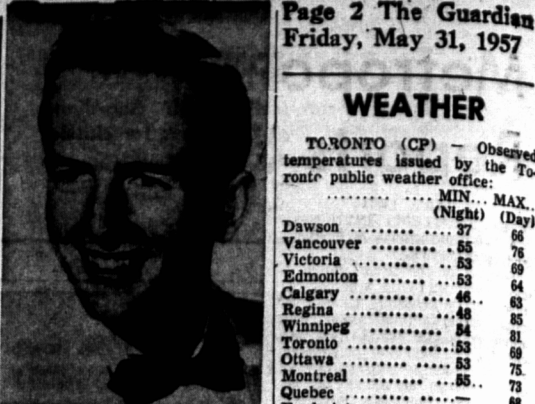 Page 2 The Guardian
Friday, May 31, 1957
WEATHER
TORONTO (CP) — Observed
temperatures issued by the To-
ronto public weather office:
.......... .... MIN... MAX..
(Night) (Day)
Dawson ......... .... 37 66
Vancouver ......... . 55 76
Victoria ........... .. 53 69
Edmonton ......... ...53 64
Calgary ......... ... 46.. 63
Regina ......... ...48 85
Winnipeg ......... 54 81
Toronto ......... .....53 69
Ottawa ......... .....53 75.
Montreal ......... ...55.. 73
Quebec ......... .....— 68